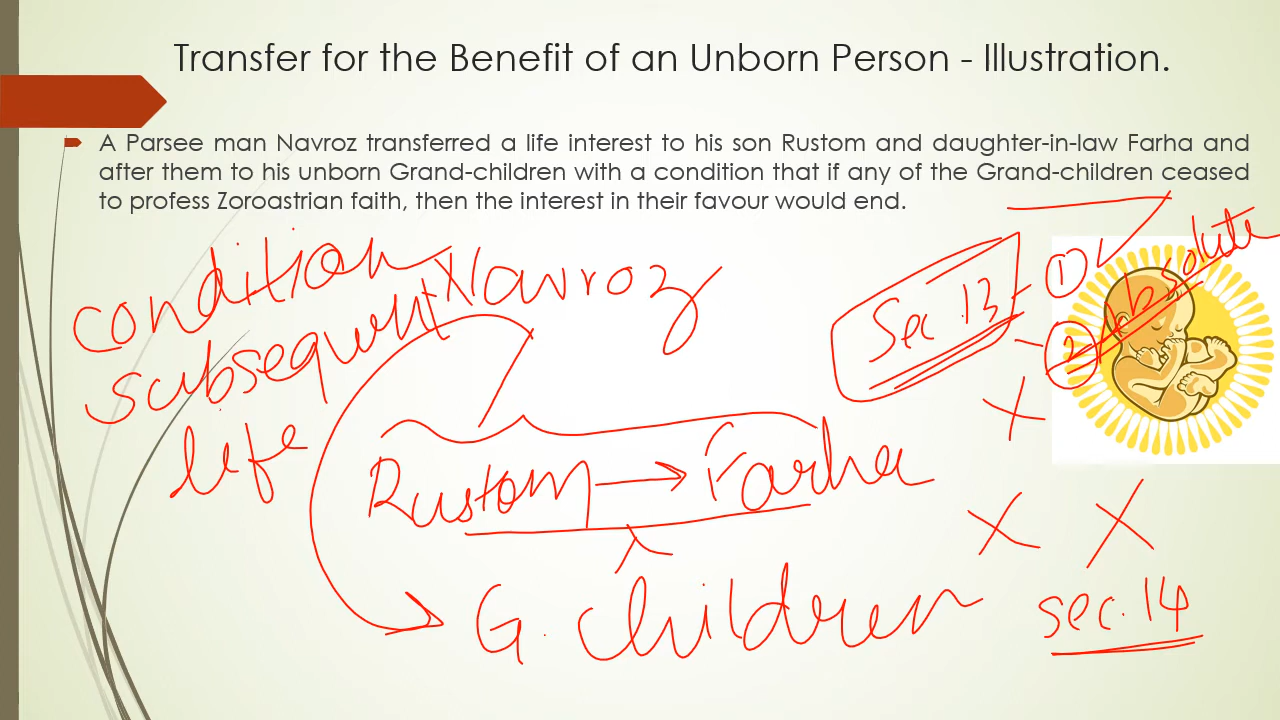 Transfer for the Benefit of an Unborn Person - Illustration.
A Parsee man Navroz transferred a life interest to his son Rustom and daughter-in-law Farha and
after them to his unborn Grand-children with a condition that if any of the Grand-children ceased
to profess Zoroastrian faith, then the interest in their favour would end.
condition
subsequent
life
Navroz
Rustom → Farha
G. children
Sec. 13 - ① ✓
- ② Absolute
X
X X
sec. 14